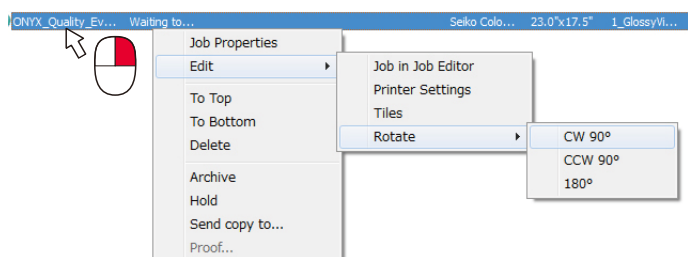 ONYX_Quality_Ev... Waiting to... Seiko Colo... 23.0"x17.5" 1_GlossyVi...
Job Properties
Edit
To Top
To Bottom
Delete
Archive
Hold
Send copy to...
Proof...
Job in Job Editor
Printer Settings
Tiles
Rotate
CW 90°
CCW 90°
180°